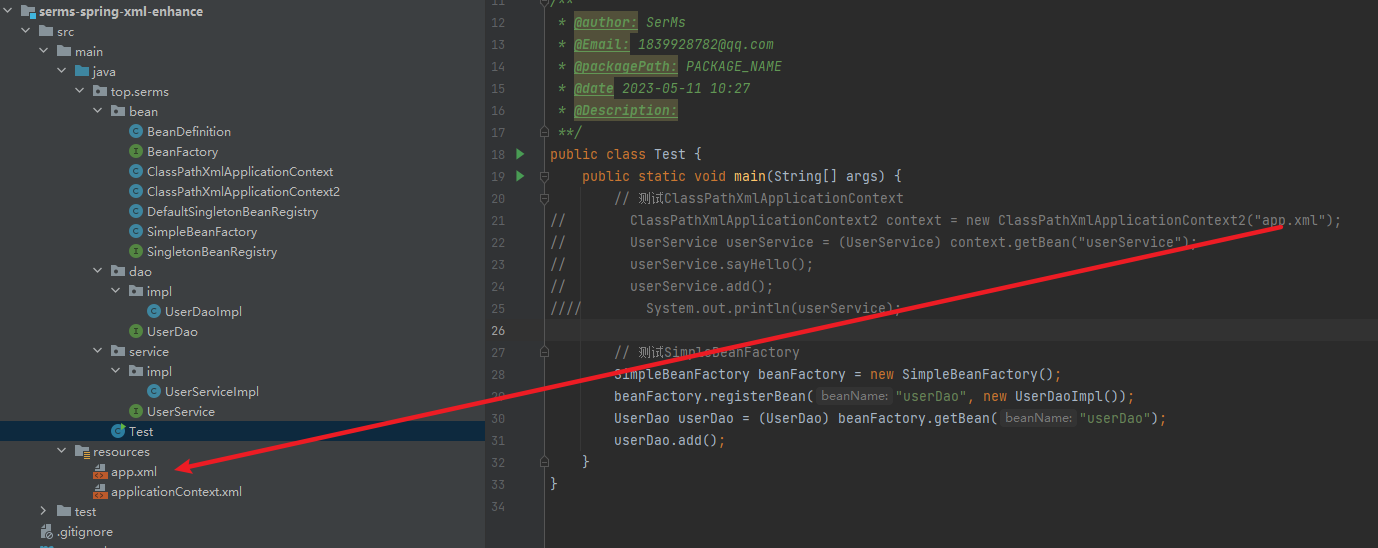 serms-spring-xml-enhance
src
main
java
top.serms
bean
BeanDefinition
BeanFactory
ClassPathXmlApplicationContext
ClassPathXmlApplicationContext2
DefaultSingletonBeanRegistry
SimpleBeanFactory
SingletonBeanRegistry
dao
impl
UserDaoImpl
UserDao
service
impl
UserServiceImpl
UserService
Test
resources
app.xml
applicationContext.xml
test
.gitignore
11 /**
12 * @author: SerMs
13 * @Email: 1839928782@qq.com
14 * @packagePath: PACKAGE_NAME
15 * @date 2023-05-11 10:27
16 * @Description:
17 **/
18 public class Test {
19 public static void main(String[] args) {
20 // 测试ClassPathXmlApplicationContext
21 // ClassPathXmlApplicationContext2 context = new ClassPathXmlApplicationContext2("app.xml");
22 // UserService userService = (UserService) context.getBean("userService");
23 // userService.sayHello();
24 // userService.add();
25 //// System.out.println(userService);
26
27 // 测试SimpleBeanFactory
28 SimpleBeanFactory beanFactory = new SimpleBeanFactory();
29 beanFactory.registerBean( beanName: "userDao", new UserDaoImpl());
30 UserDao userDao = (UserDao) beanFactory.getBean( beanName: "userDao");
31 userDao.add();
32 }
33 }
34